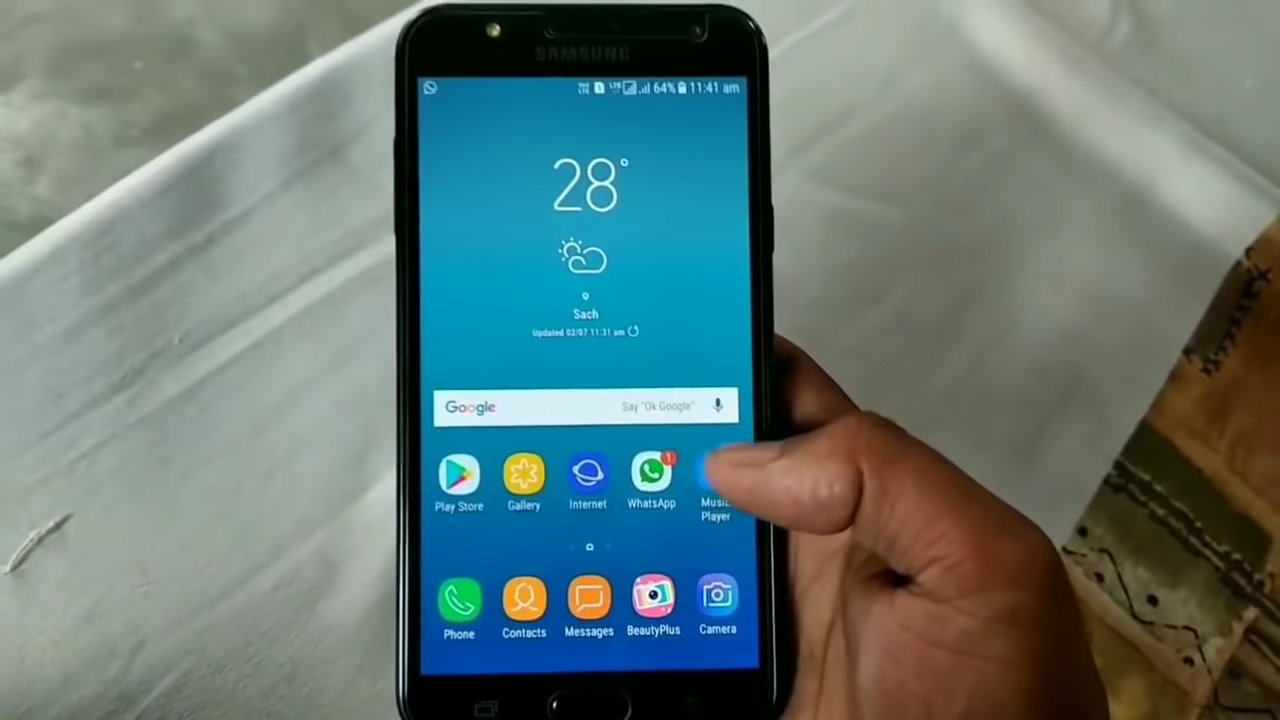 SAMSUNG
64% 11:41 am
28°
Sach
Updated 02/07 11:31 am
Google Say "Ok Google"
Play Store Gallery Internet WhatsApp 1 Music Player
Phone Contacts Messages BeautyPlus Camera